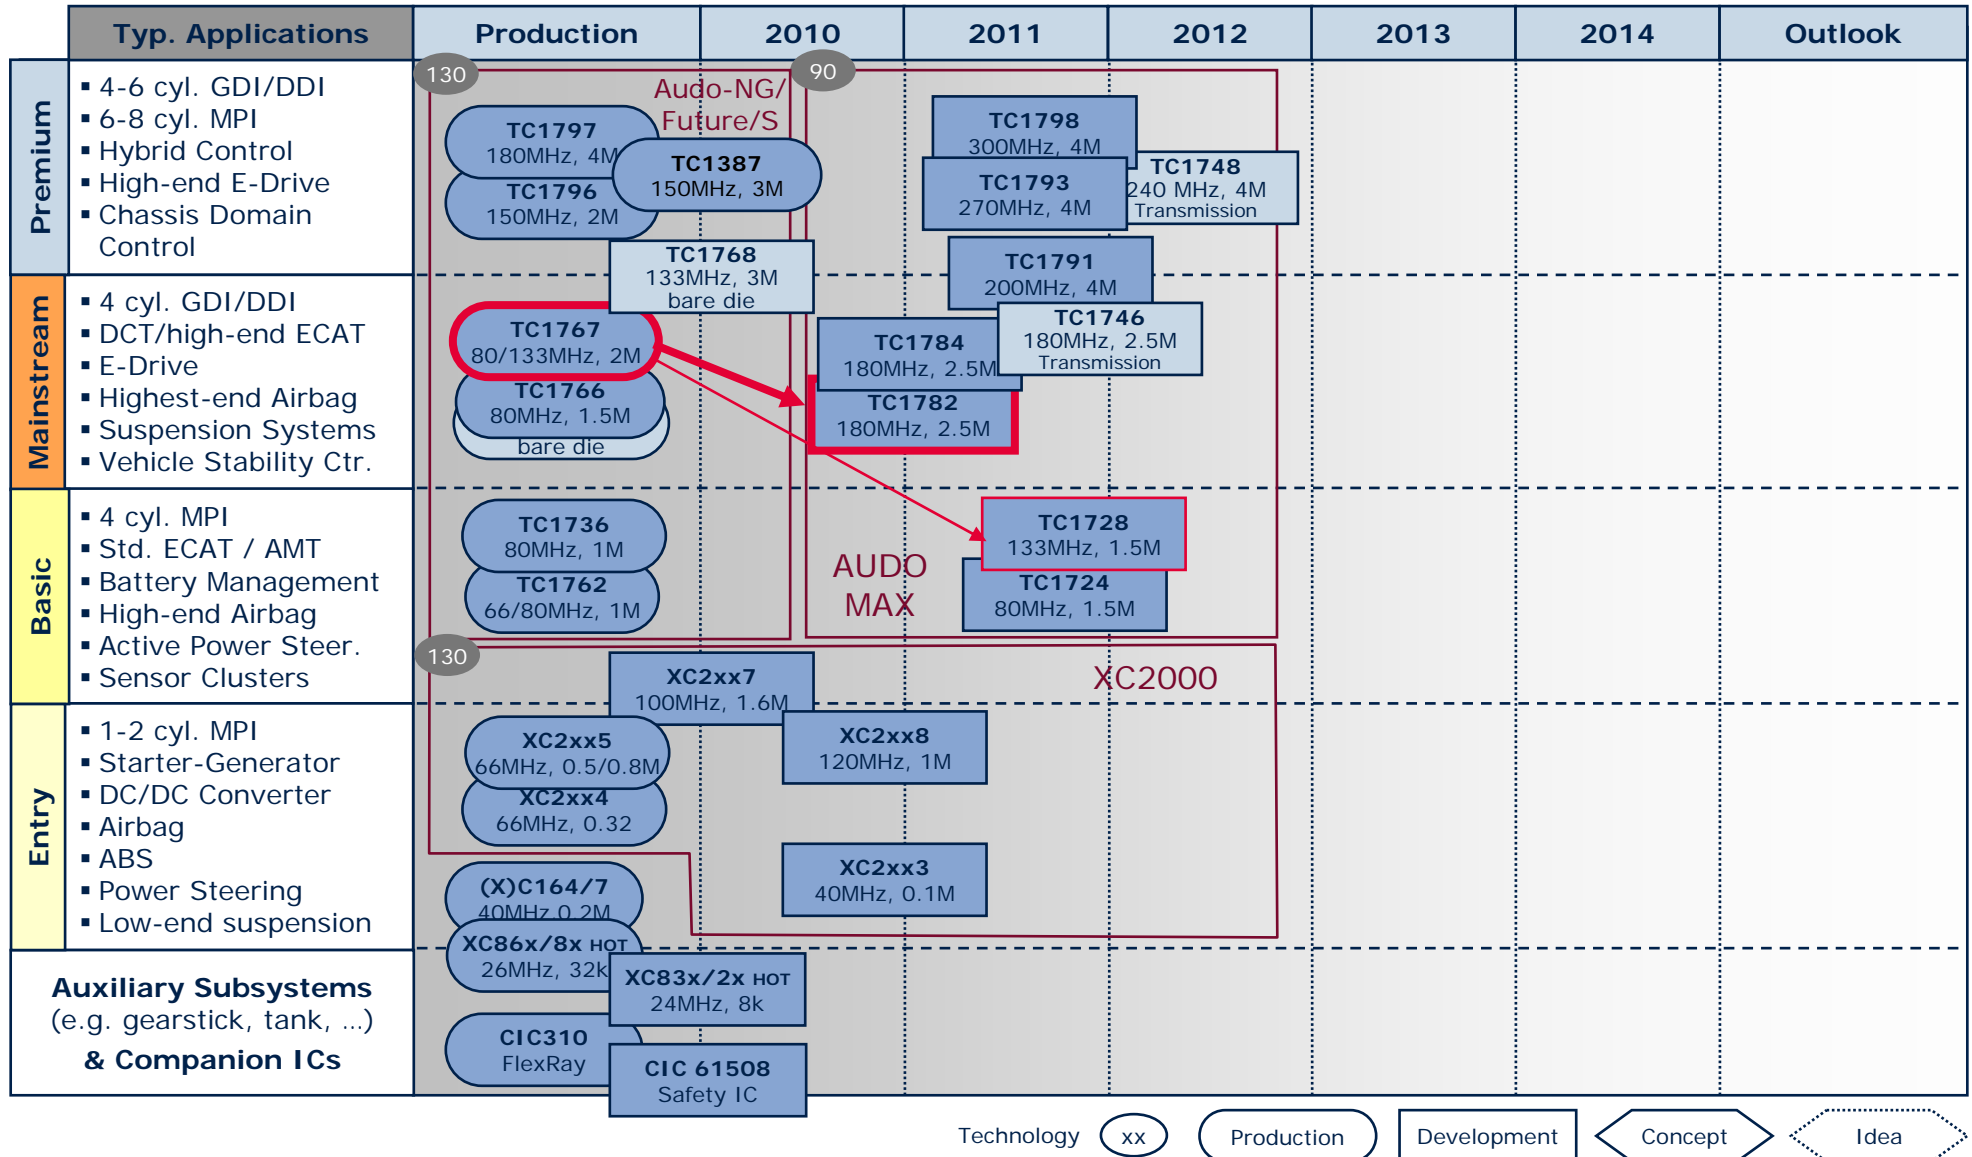 Typ. Applications
Production
2010
2011
2012
2013
2014
Outlook
Premium
▪ 4-6 cyl. GDI/DDI
▪ 6-8 cyl. MPI
▪ Hybrid Control
▪ High-end E-Drive
▪ Chassis Domain
Control
130
Audo-NG/
Future/S
90
TC1797
180MHz, 4M
TC1387
150MHz, 3M
TC1796
150MHz, 2M
TC1798
300MHz, 4M
TC1748
240 MHz, 4M
Transmission
TC1793
270MHz, 4M
TC1768
133MHz, 3M
bare die
TC1791
200MHz, 4M
Mainstream
▪ 4 cyl. GDI/DDI
▪ DCT/high-end ECAT
▪ E-Drive
▪ Highest-end Airbag
▪ Suspension Systems
▪ Vehicle Stability Ctr.
TC1767
80/133MHz, 2M
TC1766
80MHz, 1.5M
bare die
TC1784
180MHz, 2.5M
TC1746
180MHz, 2.5M
Transmission
TC1782
180MHz, 2.5M
Basic
▪ 4 cyl. MPI
▪ Std. ECAT / AMT
▪ Battery Management
▪ High-end Airbag
▪ Active Power Steer.
▪ Sensor Clusters
TC1736
80MHz, 1M
TC1762
66/80MHz, 1M
AUDO
MAX
TC1728
133MHz, 1.5M
TC1724
80MHz, 1.5M
130
XC2000
XC2xx7
100MHz, 1.6M
Entry
▪ 1-2 cyl. MPI
▪ Starter-Generator
▪ DC/DC Converter
▪ Airbag
▪ ABS
▪ Power Steering
▪ Low-end suspension
XC2xx5
66MHz, 0.5/0.8M
XC2xx8
120MHz, 1M
XC2xx4
66MHz, 0.32
XC2xx3
40MHz, 0.1M
(X)C164/7
40MHz,0.2M
XC86x/8x HOT
26MHz, 32k
Auxiliary Subsystems
(e.g. gearstick, tank, …)
& Companion ICs
XC83x/2x HOT
24MHz, 8k
CIC310
FlexRay
CIC 61508
Safety IC
Technology
xx
Production
Development
Concept
Idea